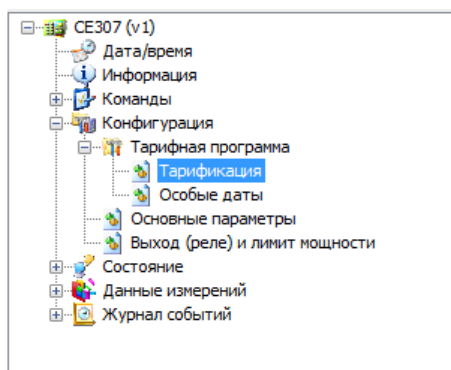 CE307 (v1)
Дата/время
Информация
Команды
Конфигурация
Тарифная программа
Тарификация
Особые даты
Основные параметры
Выход (реле) и лимит мощности
Состояние
Данные измерений
Журнал событий